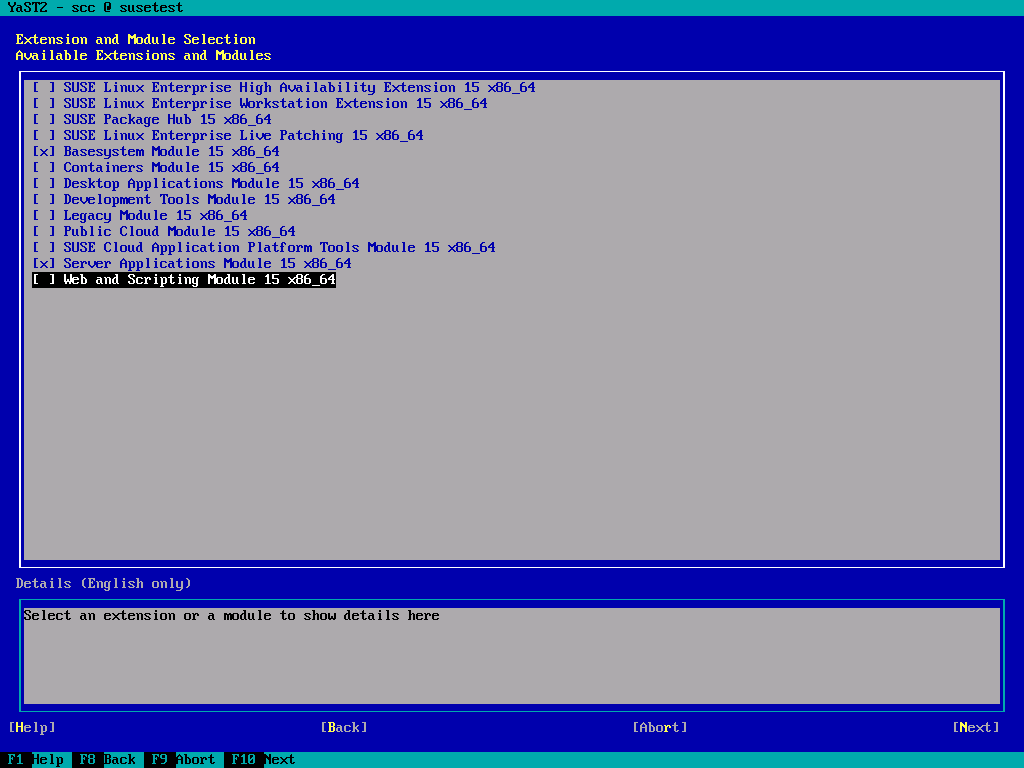 YaST2 - scc @ susetest
Extension and Module Selection
Available Extensions and Modules
[ ] SUSE Linux Enterprise High Availability Extension 15 x86_64
[ ] SUSE Linux Enterprise Workstation Extension 15 x86_64
[ ] SUSE Package Hub 15 x86_64
[ ] SUSE Linux Enterprise Live Patching 15 x86_64
[x] Basesystem Module 15 x86_64
[ ] Containers Module 15 x86_64
[ ] Desktop Applications Module 15 x86_64
[ ] Development Tools Module 15 x86_64
[ ] Legacy Module 15 x86_64
[ ] Public Cloud Module 15 x86_64
[ ] SUSE Cloud Application Platform Tools Module 15 x86_64
[x] Server Applications Module 15 x86_64
[ ] Web and Scripting Module 15 x86_64
Details (English only)
Select an extension or a module to show details here
[Help] [Back] [Abort] [Next]
F1 Help F8 Back F9 Abort F10 Next